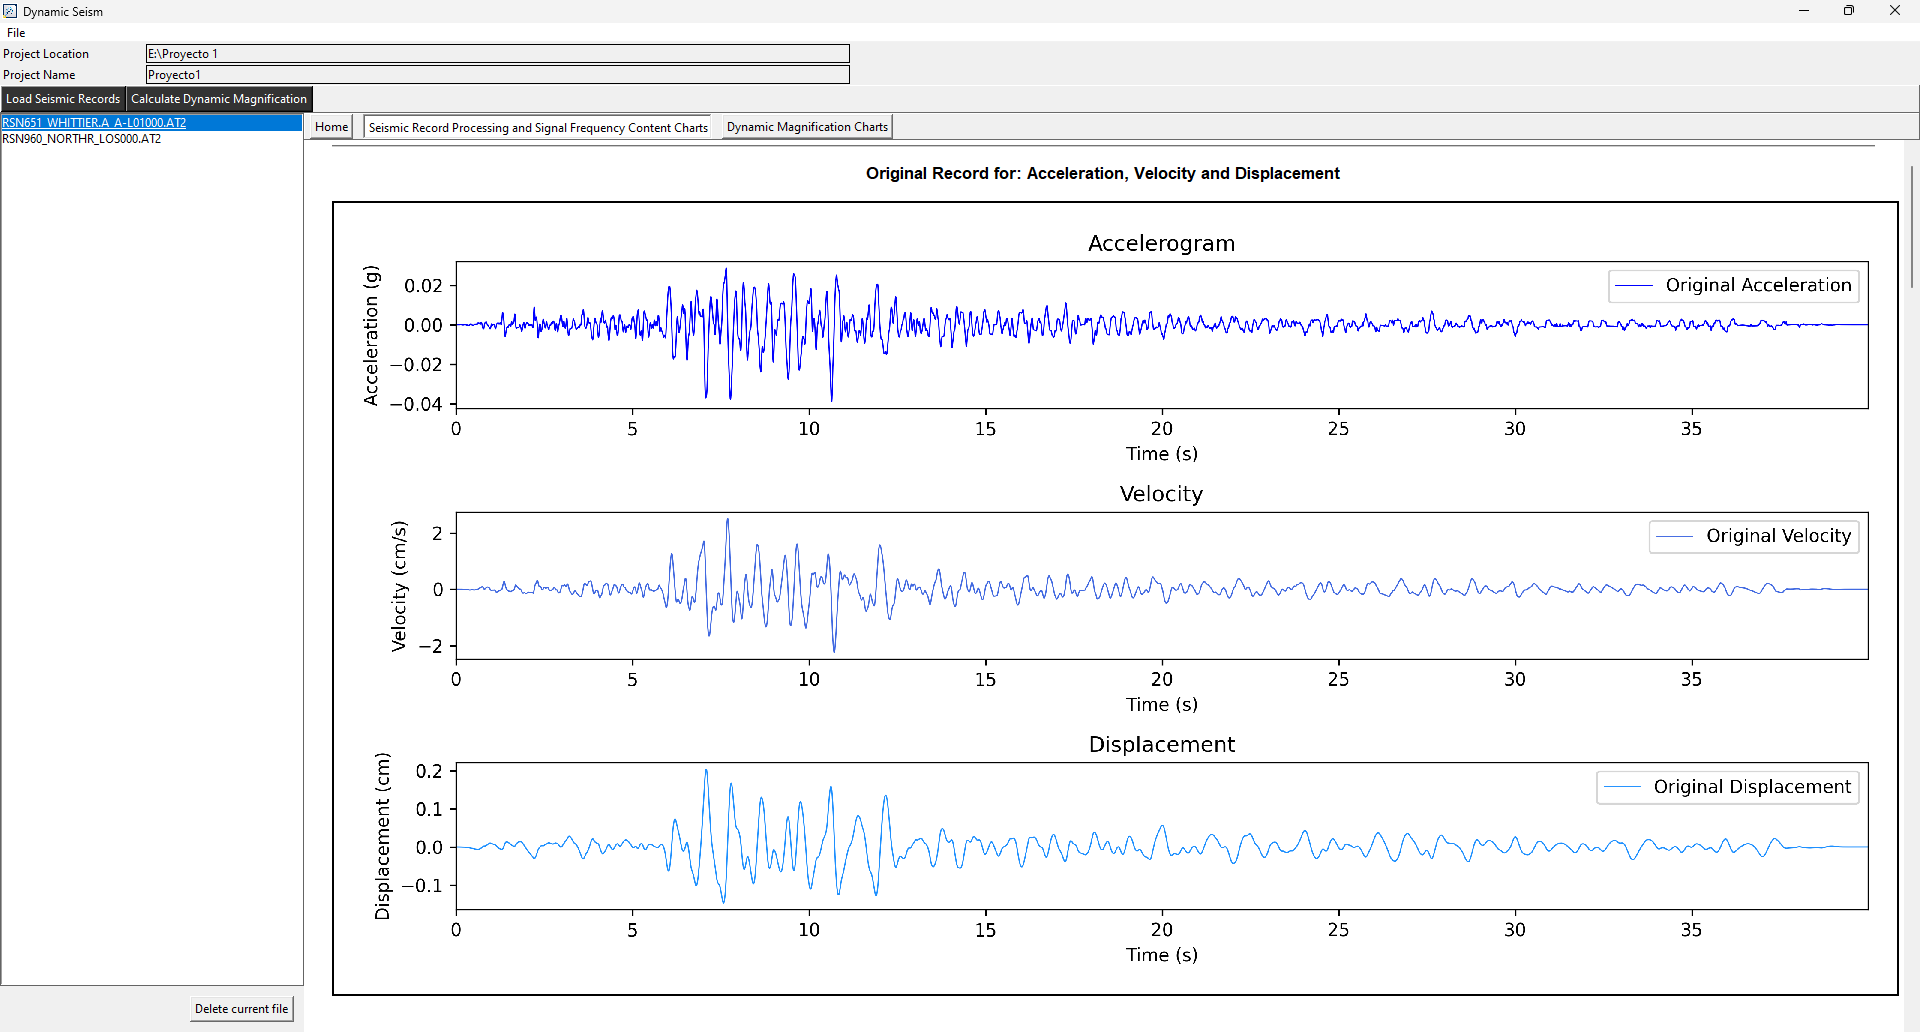 Dynamic Seism
File
Project Location E:\Proyecto 1
Project Name Proyecto1
Load Seismic Records Calculate Dynamic Magnification
RSN651_WHITTIER.A_A-L01000.AT2
RSN960_NORTHR_LOS000.AT2
Home Seismic Record Processing and Signal Frequency Content Charts Dynamic Magnification Charts
Original Record for: Acceleration, Velocity and Displacement
Accelerogram
Acceleration (g)
0.02
0.00
−0.02
−0.04
Original Acceleration
0 5 10 15 20 25 30 35
Time (s)
Velocity
Velocity (cm/s)
2
0
−2
Original Velocity
0 5 10 15 20 25 30 35
Time (s)
Displacement
Displacement (cm)
0.2
0.1
0.0
−0.1
Original Displacement
0 5 10 15 20 25 30 35
Time (s)
Delete current file